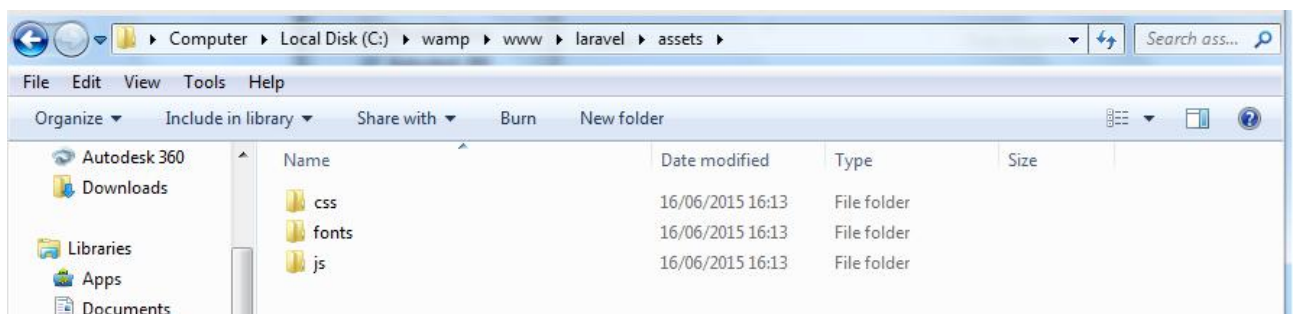 Computer Local Disk (C:) wamp www laravel assets Search ass...
File Edit View Tools Help
Organize Include in library Share with Burn New folder
Autodesk 360 Name Date modified Type Size
Downloads
css 16/06/2015 16:13 File folder
fonts 16/06/2015 16:13 File folder
Libraries
js 16/06/2015 16:13 File folder
Apps
Documents